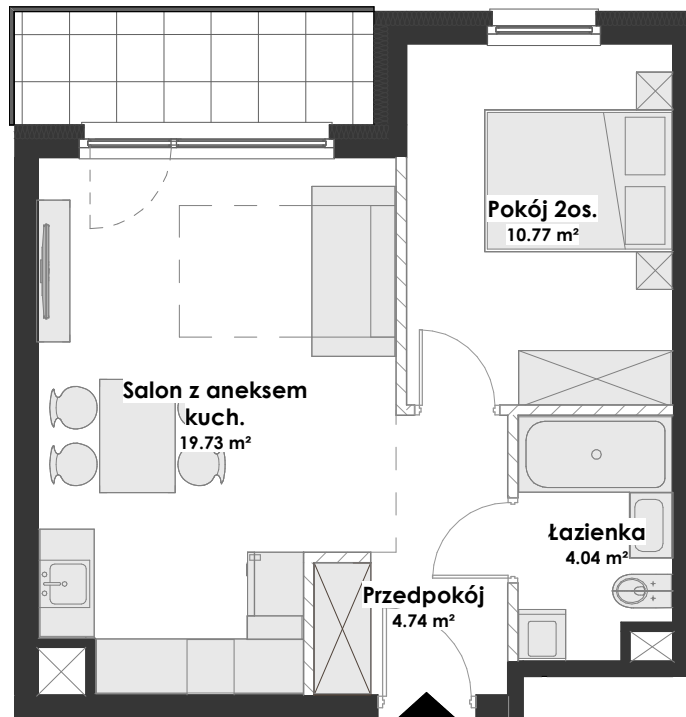 Pokój 2os.
10.77 m²
Salon z aneksem
kuch.
19.73 m²
Łazienka
4.04 m²
Przedpokój
4.74 m²